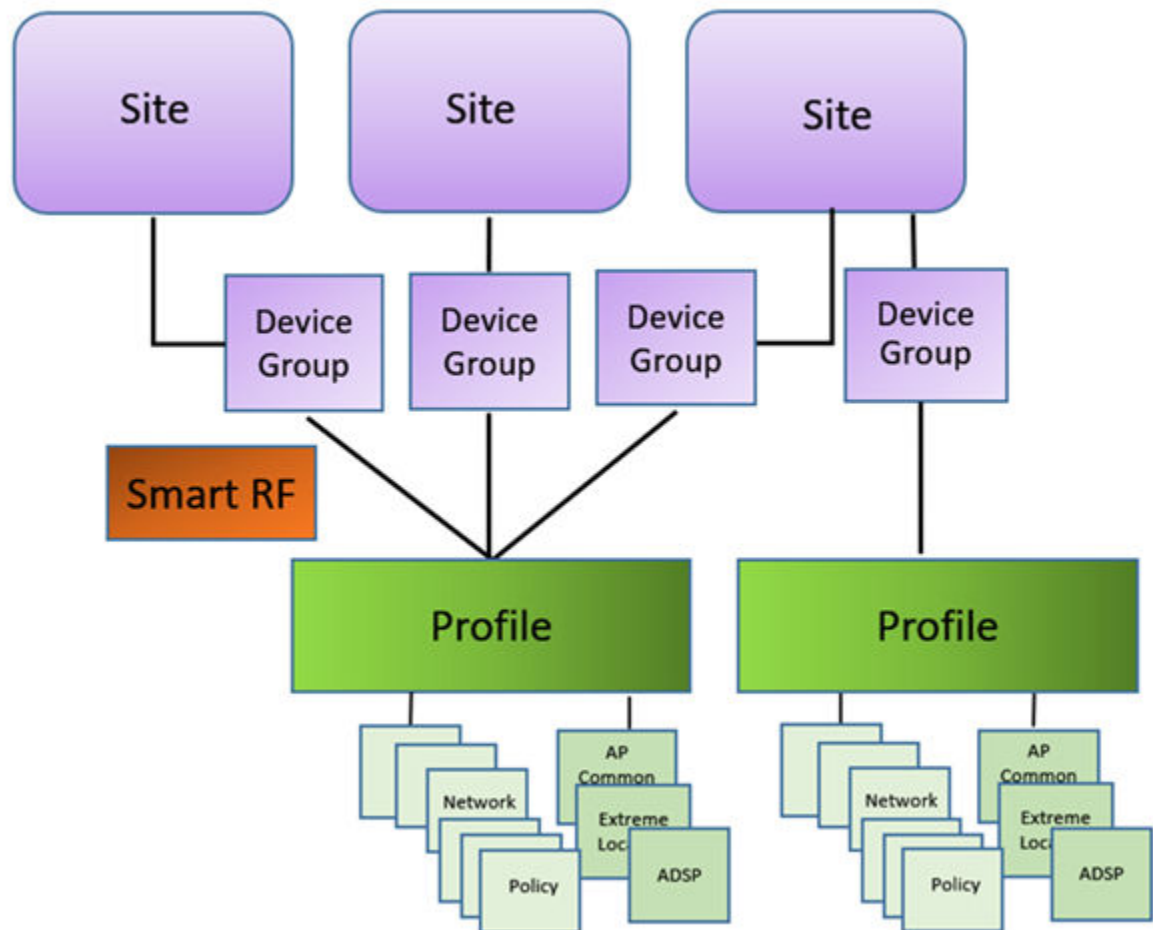 Site
Site
Site
Device
Group
Device
Group
Device
Group
Device
Group
Smart RF
Profile
Profile
Network
Policy
AP
Common
Extreme
ADSP
Network
Policy
AP
Common
Extreme
ADSP